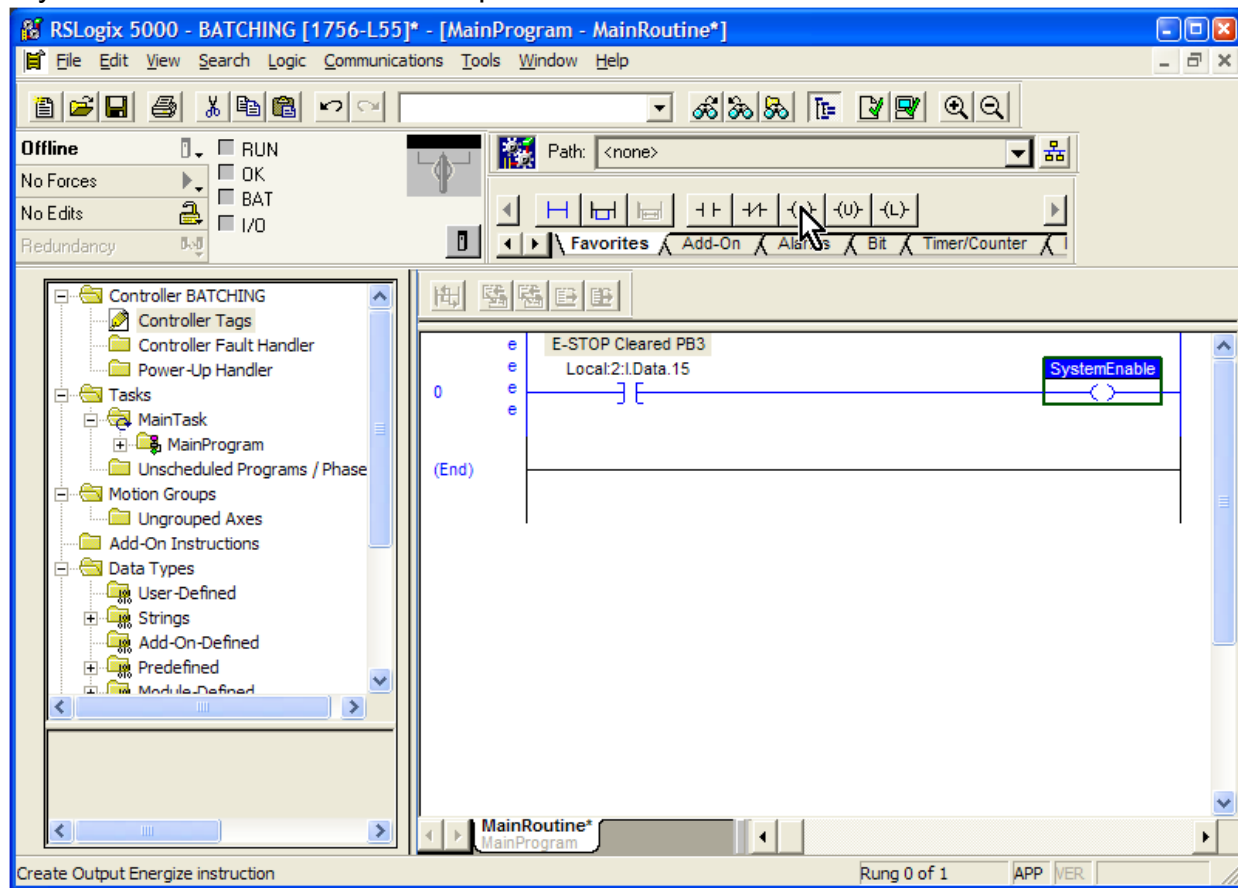 RSLogix 5000 - BATCHING [1756-L55]* - [MainProgram - MainRoutine*]
File Edit View Search Logic Communications Tools Window Help
Offline
RUN
No Forces
OK
No Edits
BAT
Redundancy
I/O
Path: <none>
Favorites Add-On Alarms Bit Timer/Counter
Controller BATCHING
Controller Tags
Controller Fault Handler
Power-Up Handler
Tasks
MainTask
MainProgram
Unscheduled Programs / Phase
Motion Groups
Ungrouped Axes
Add-On Instructions
Data Types
User-Defined
Strings
Add-On-Defined
Predefined
Module-Defined
e E-STOP Cleared PB3
e Local:2:I.Data.15 SystemEnable
0 e
e
(End)
MainRoutine*
MainProgram
Create Output Energize instruction
Rung 0 of 1 APP VER